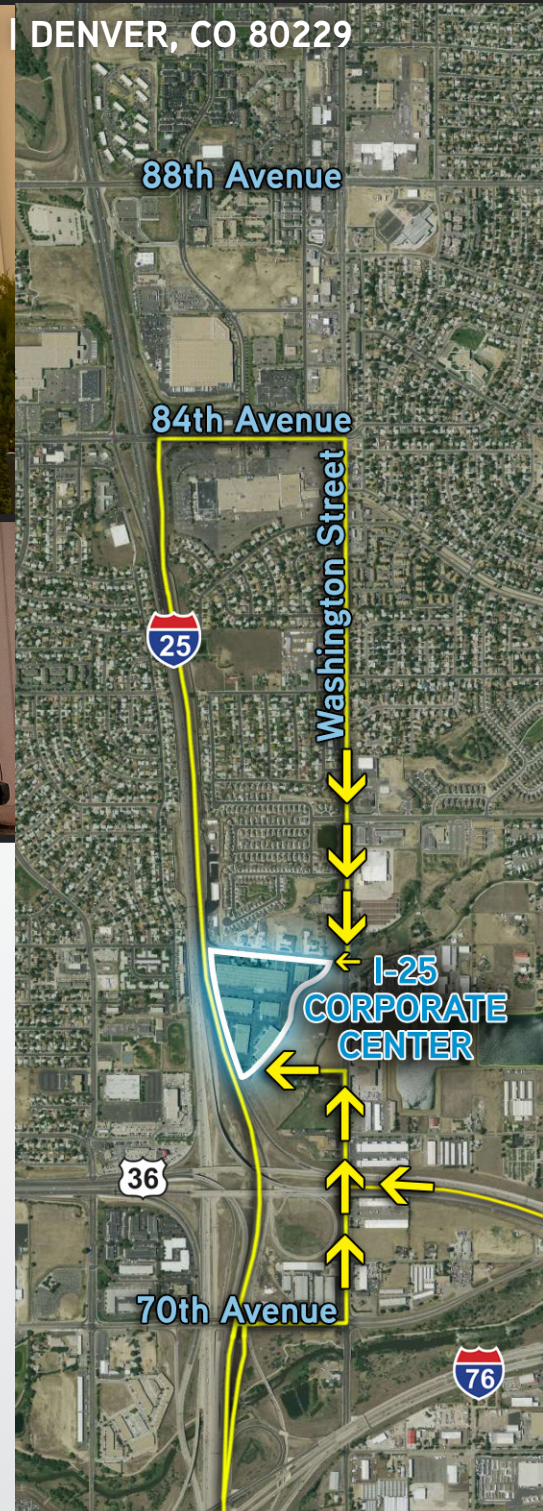 | DENVER, CO 80229
88th Avenue
84th Avenue
Washington Street
25
I-25
CORPORATE
CENTER
36
70th Avenue
76